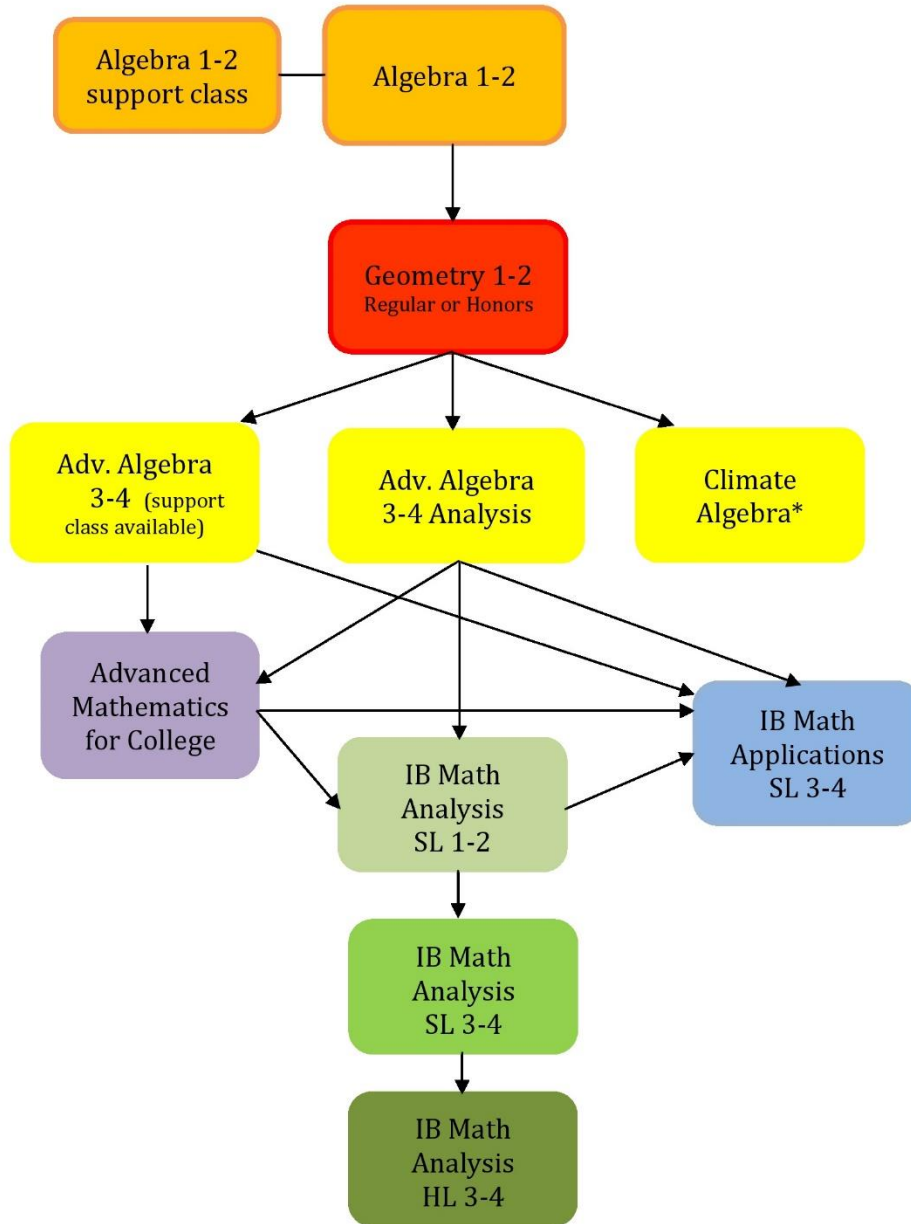 Algebra 1-2
support class
Algebra 1-2
Geometry 1-2
Regular or Honors
Adv. Algebra
3-4 (support
class available)
Adv. Algebra
3-4 Analysis
Climate
Algebra*
Advanced
Mathematics
for College
IB Math
Analysis
SL 1-2
IB Math
Applications
SL 3-4
IB Math
Analysis
SL 3-4
IB Math
Analysis
HL 3-4